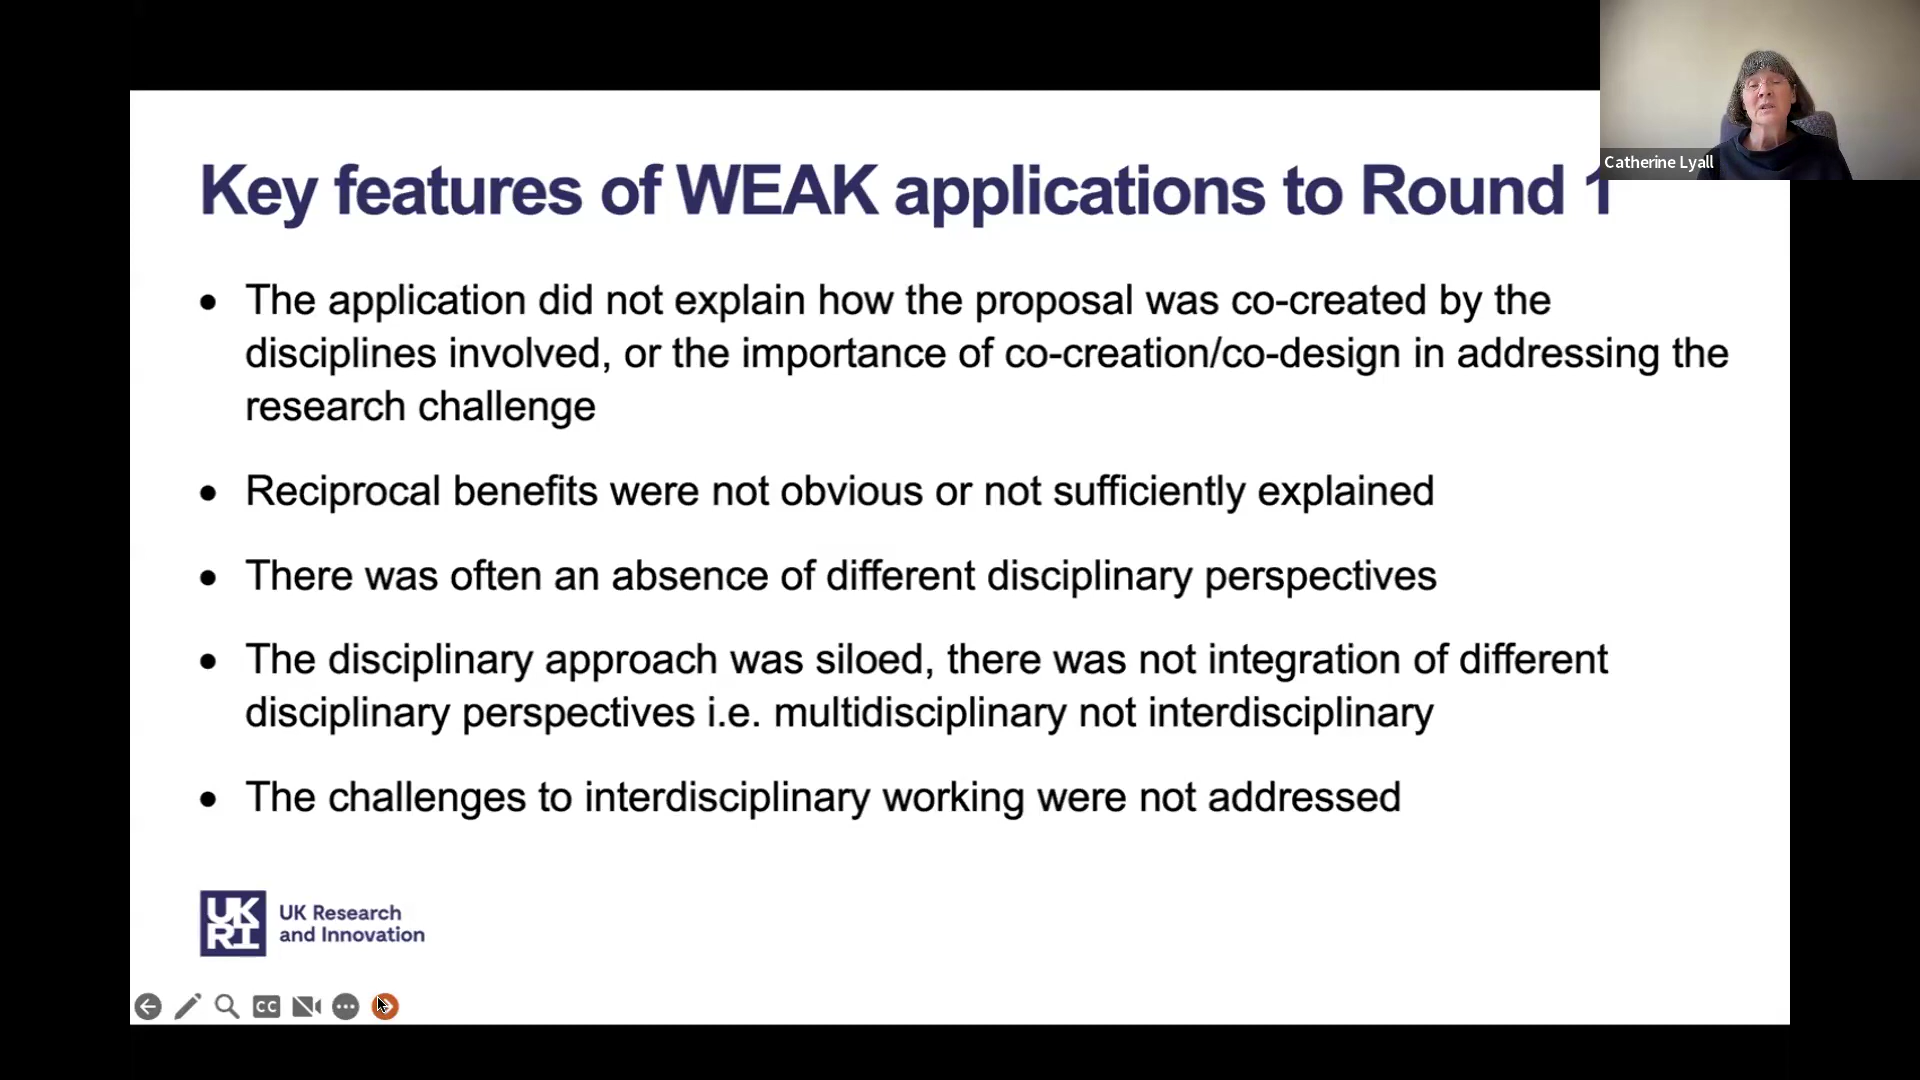 Catherine Lyall
Key features of WEAK applications to Round 1
• The application did not explain how the proposal was co-created by the
disciplines involved, or the importance of co-creation/co-design in addressing the
research challenge
• Reciprocal benefits were not obvious or not sufficiently explained
• There was often an absence of different disciplinary perspectives
• The disciplinary approach was siloed, there was not integration of different
disciplinary perspectives i.e. multidisciplinary not interdisciplinary
• The challenges to interdisciplinary working were not addressed
UK
RI
UK Research
and Innovation
CC